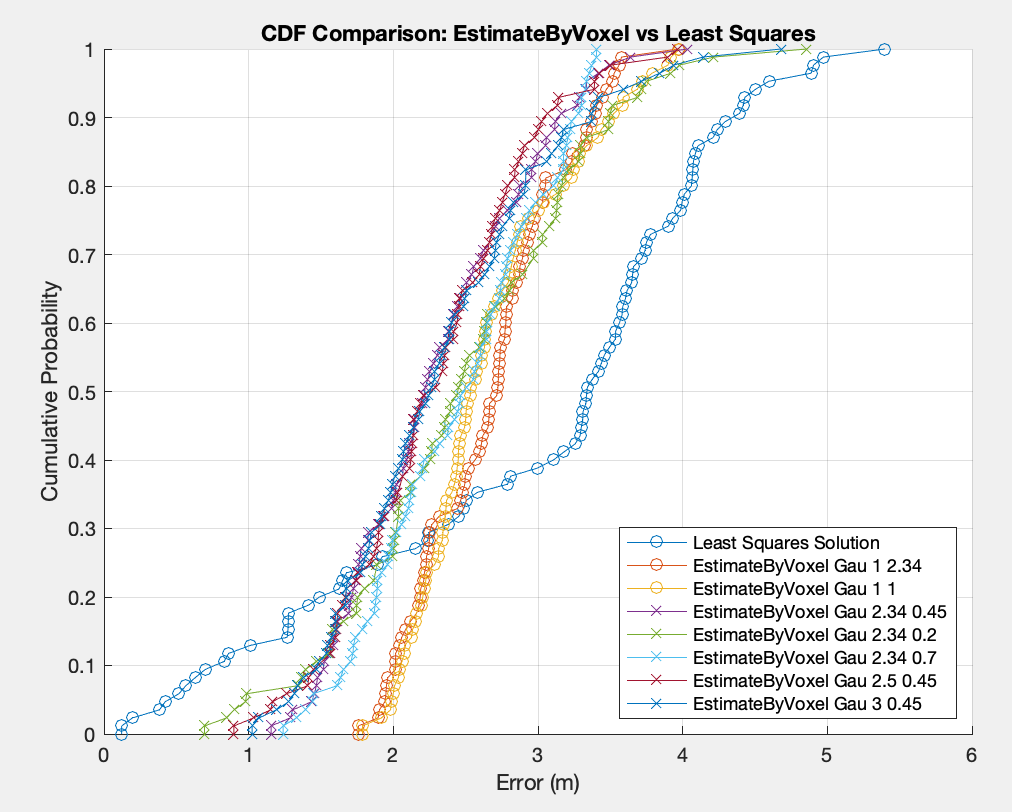 CDF Comparison: EstimateByVoxel vs Least Squares
1
0.9
0.8
0.7
0.6
0.5
0.4
0.3
0.2
0.1
0
Cumulative Probability
Least Squares Solution
EstimateByVoxel Gau 1 2.34
EstimateByVoxel Gau 1 1
EstimateByVoxel Gau 2.34 0.45
EstimateByVoxel Gau 2.34 0.2
EstimateByVoxel Gau 2.34 0.7
EstimateByVoxel Gau 2.5 0.45
EstimateByVoxel Gau 3 0.45
0 1 2 3 4 5 6
Error (m)